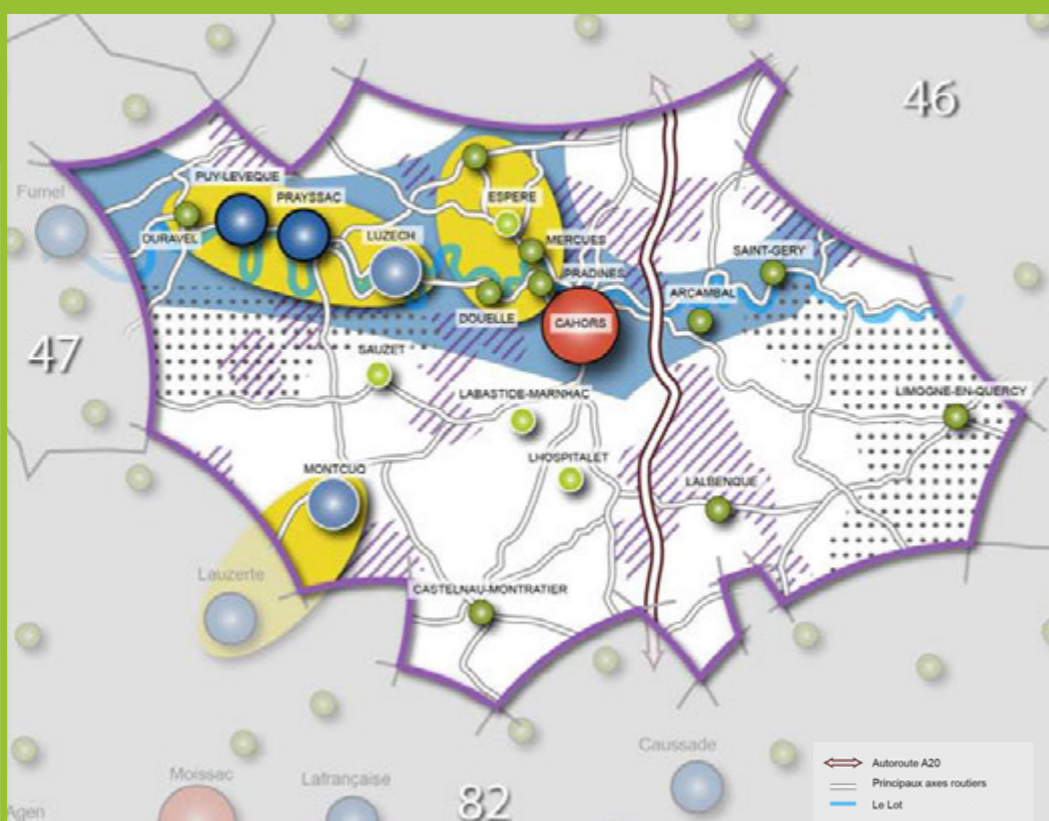 46
Fumel
PUY-LEVEQUE
PRAYSSAC
ESPERE
DURAVEL
LUZECH
MERCUES
SAINT-GERY
PRADINES
ARCAMBAL
DOUELLE
CAHORS
47
SAUZET
LABASTIDE-MARNHAC
LIMOGNE-EN-QUERCY
LHOSPITALET
MONTCUQ
LALBENQUE
Lauzerte
CASTELNAU-MONTRATIER
Moissac
Lafrançaise
Caussade
Agen
82
Autoroute A20
Principaux axes routiers
Le Lot